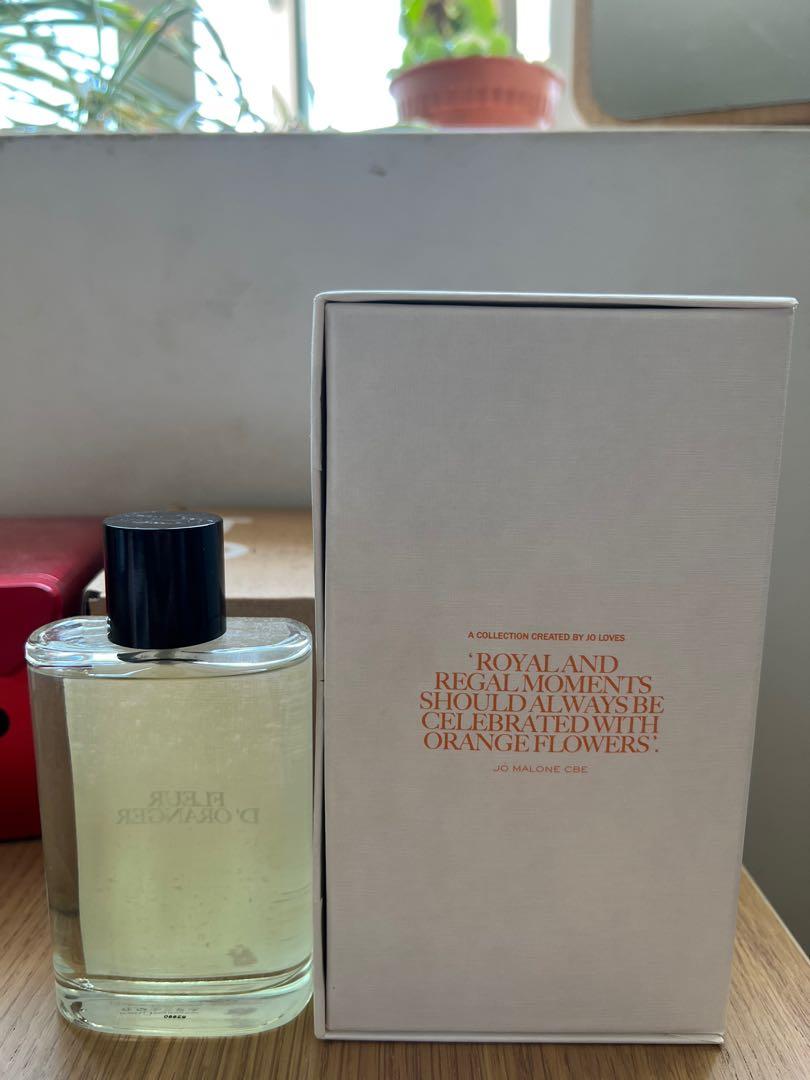 A COLLECTION CREATED BY JO LOVES
‘ROYAL AND
REGAL MOMENTS
SHOULD ALWAYS BE
CELEBRATED WITH
ORANGE FLOWERS’.
JO MALONE CBE
FLEUR
D'ORANGER